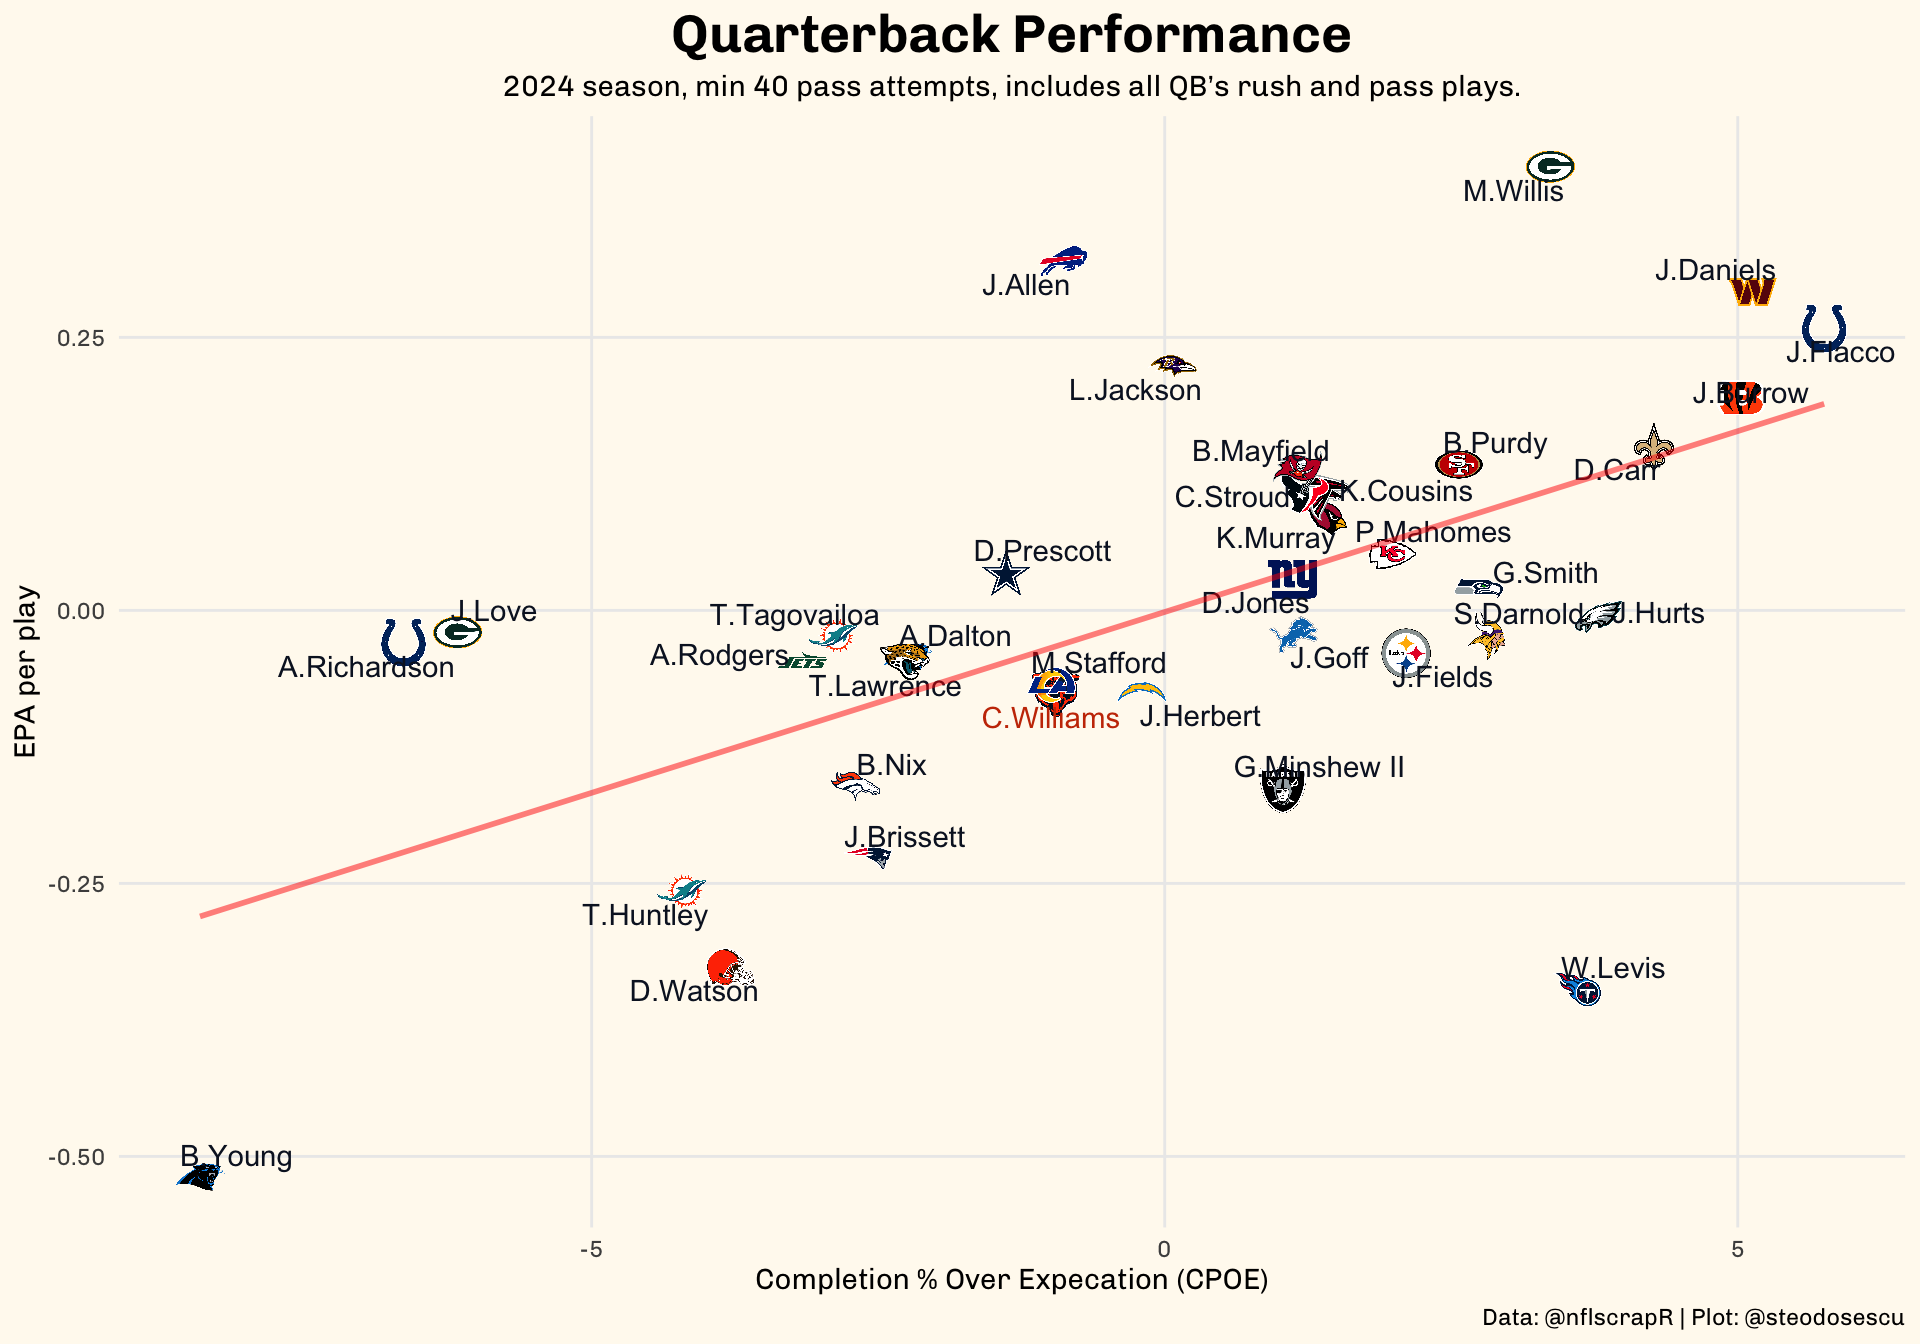 Quarterback Performance
2024 season, min 40 pass attempts, includes all QB's rush and pass plays.
M.Willis
J.Daniels
J.Allen
0.25
J.Flacco
L.Jackson
J.Burrow
B.Mayfield
B.Purdy
D.Carr
C.Stroud
K.Cousins
K.Murray
P.Mahomes
D.Prescott
G.Smith
D.Jones
0.00
J.Love
T.Tagovailoa
S.Darnold
J.Hurts
A.Richardson
A.Rodgers
JETS
A.Dalton
T.Lawrence
M.Stafford
LA
J.Goff
J.Fields
C.Williams
J.Herbert
B.Nix
G.Minshew II
J.Brissett
-0.25
T.Huntley
D.Watson
W.Levis
-0.50
B.Young
EPA per play
-5
0
5
Completion % Over Expecation (CPOE)
Data: @nflscrapR | Plot: @steodosescu